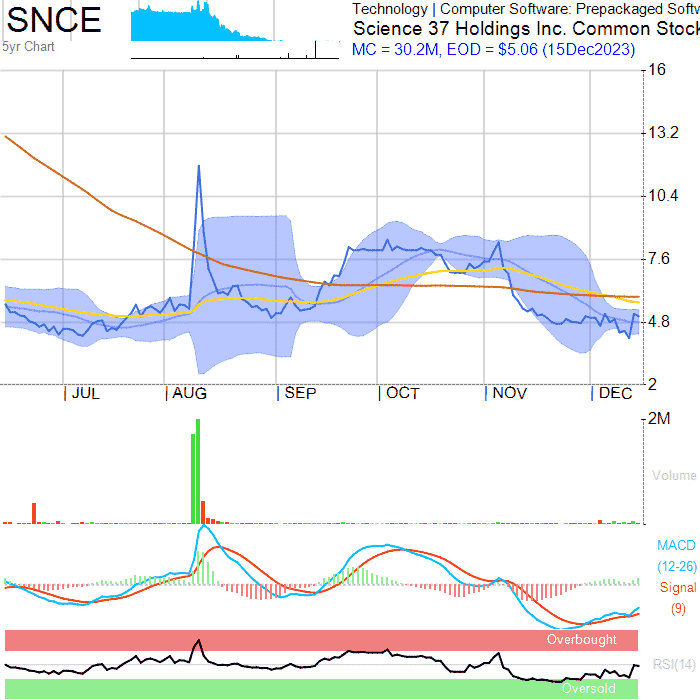 SNCE
5yr Chart
Technology | Computer Software: Prepackaged Softw
Science 37 Holdings Inc. Common Stock
MC = 30.2M, EOD = $5.06 (15Dec2023)
16
13.2
10.4
7.6
4.8
2
JUL AUG SEP OCT NOV DEC
2M
Volume
MACD
(12-26)
Signal
(9)
Overbought
RSI(14)
Oversold